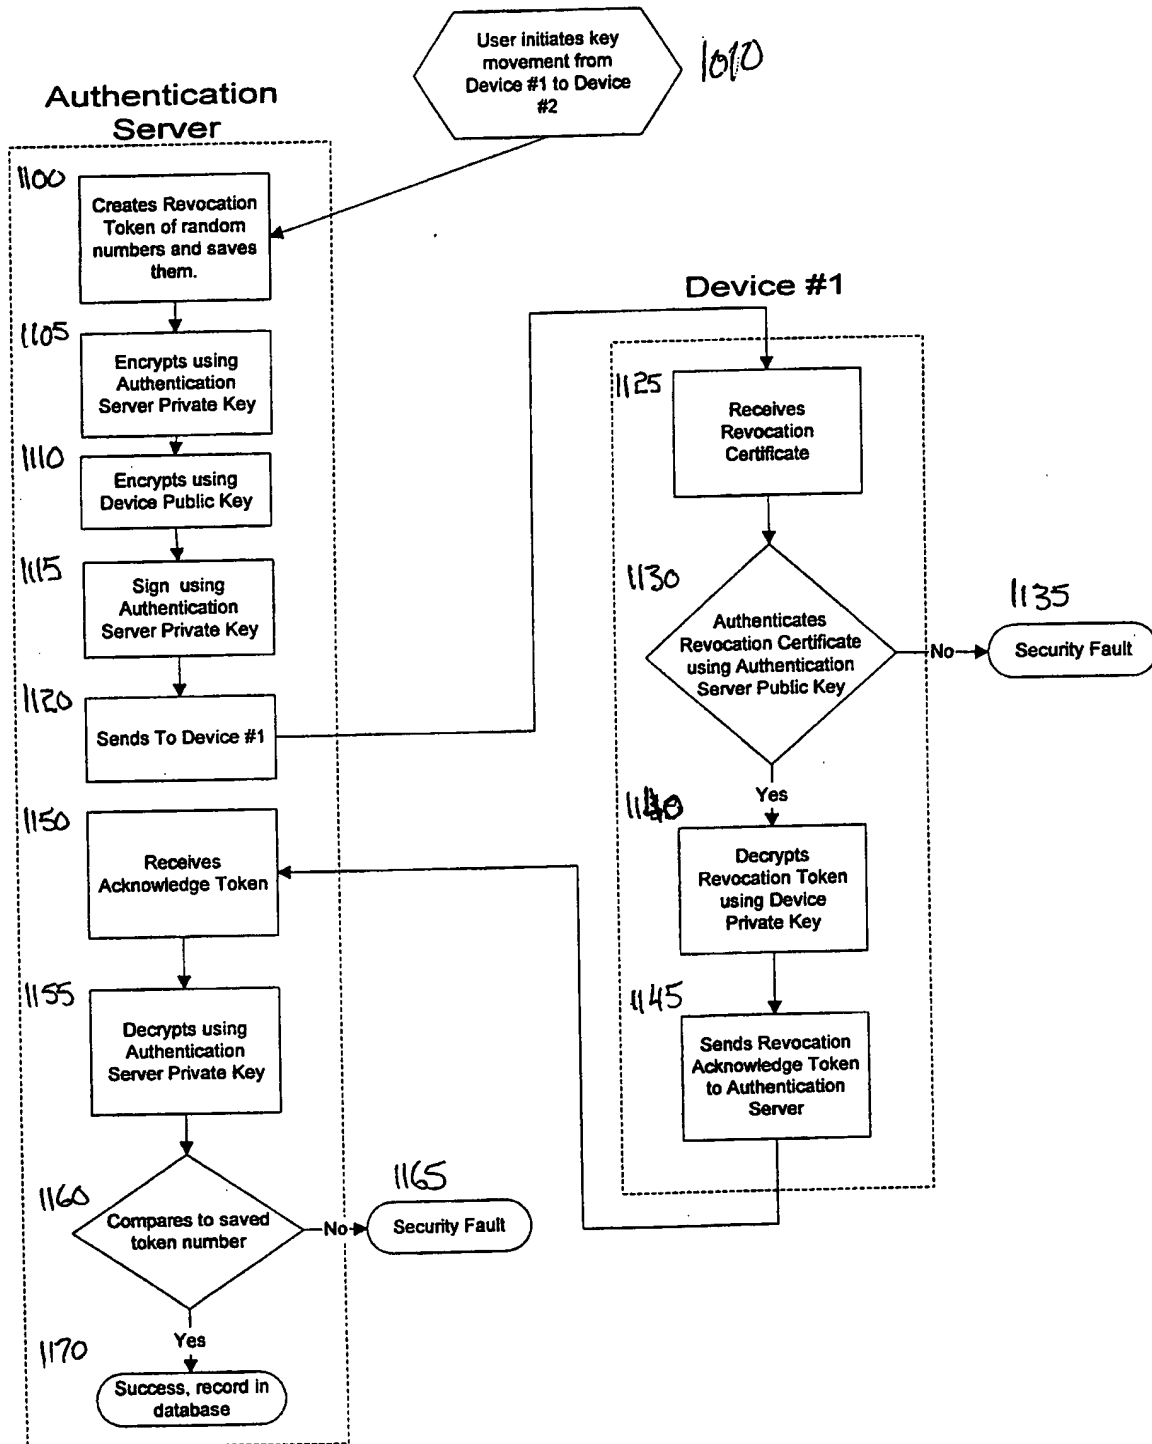 User initiates key
movement from
Device #1 to Device
#2
1010
Authentication
Server
1100
Creates Revocation
Token of random
numbers and saves
them.
1105
Encrypts using
Authentication
Server Private Key
1110
Encrypts using
Device Public Key
1115
Sign using
Authentication
Server Private Key
1120
Sends To Device #1
Device #1
1125
Receives
Revocation
Certificate
1130
Authenticates
Revocation Certificate
using Authentication
Server Public Key
No
1135
Security Fault
Yes
1140
Decrypts
Revocation Token
using Device
Private Key
1145
Sends Revocation
Acknowledge Token
to Authentication
Server
1150
Receives
Acknowledge Token
1155
Decrypts using
Authentication
Server Private Key
1160
Compares to saved
token number
No
1165
Security Fault
Yes
1170
Success, record in
database